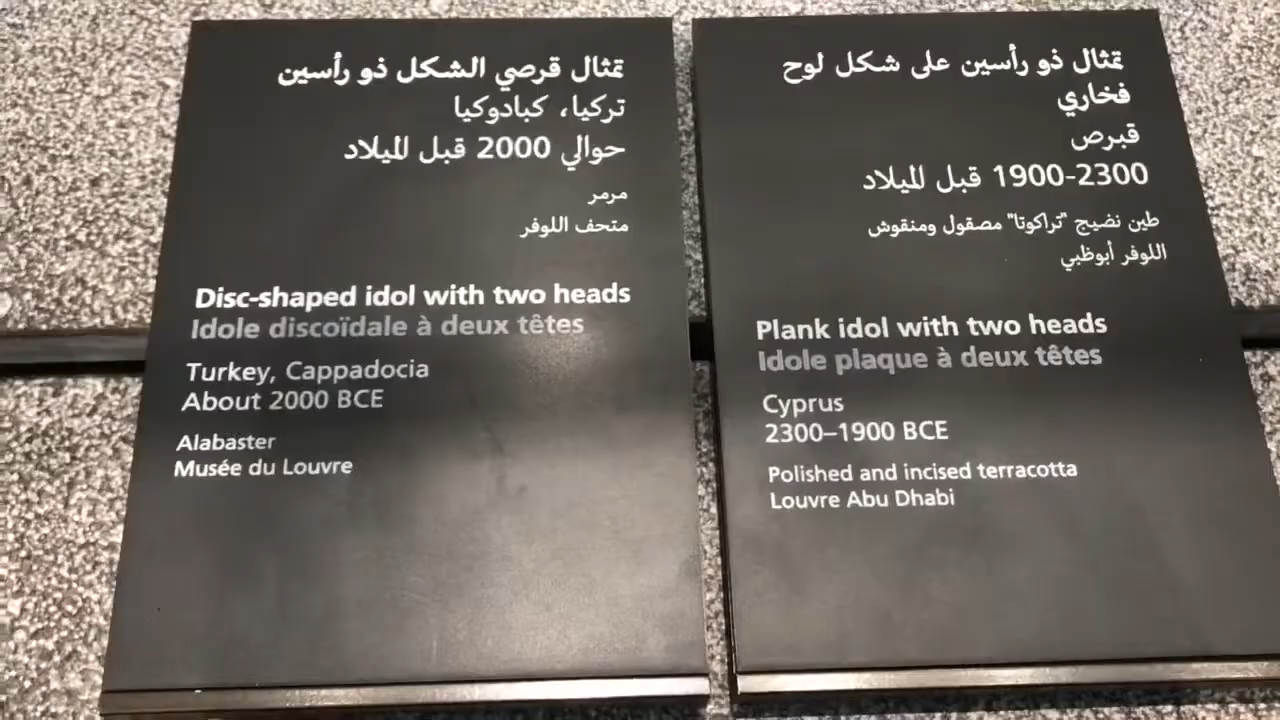 تمثال قرصي الشكل ذو رأسين
تركيا، كبادوكيا
حوالي 2000 قبل الميلاد
مرمر
متحف اللوفر
Disc-shaped idol with two heads
Idole discoïdale à deux têtes
Turkey, Cappadocia
About 2000 BCE
Alabaster
Musée du Louvre
تمثال ذو رأسين على شكل لوح
فخاري
قبرص
1900-2300 قبل الميلاد
طين نضيج "تراكوتا" مصقول ومنقوش
اللوفر أبوظبي
Plank idol with two heads
Idole plaque à deux têtes
Cyprus
2300–1900 BCE
Polished and incised terracotta
Louvre Abu Dhabi